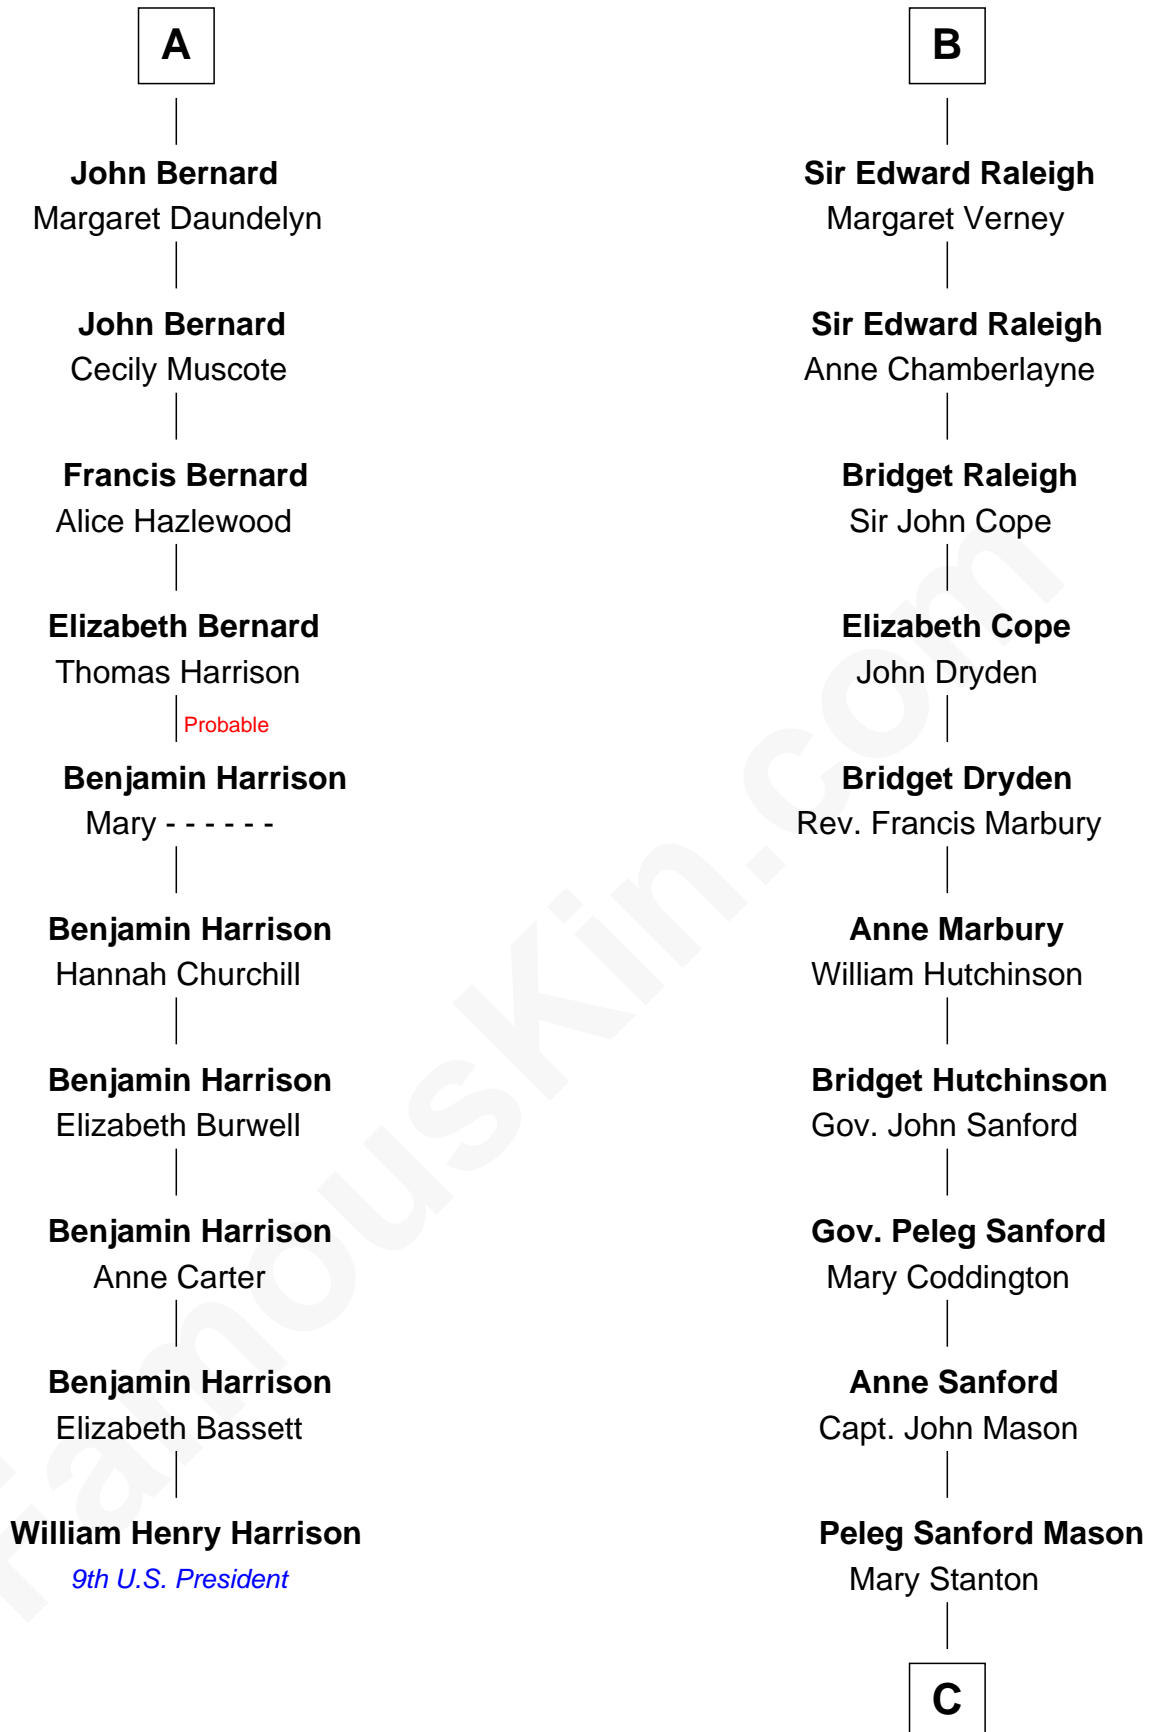 A
John Bernard
Margaret Daundelyn
John Bernard
Cecily Muscote
Francis Bernard
Alice Hazlewood
Elizabeth Bernard
Thomas Harrison
Probable
Benjamin Harrison
Mary - - - - - -
Benjamin Harrison
Hannah Churchill
Benjamin Harrison
Elizabeth Burwell
Benjamin Harrison
Anne Carter
Benjamin Harrison
Elizabeth Bassett
William Henry Harrison
9th U.S. President
B
Sir Edward Raleigh
Margaret Verney
Sir Edward Raleigh
Anne Chamberlayne
Bridget Raleigh
Sir John Cope
Elizabeth Cope
John Dryden
Bridget Dryden
Rev. Francis Marbury
Anne Marbury
William Hutchinson
Bridget Hutchinson
Gov. John Sanford
Gov. Peleg Sanford
Mary Coddington
Anne Sanford
Capt. John Mason
Peleg Sanford Mason
Mary Stanton
C
FamousKin.com